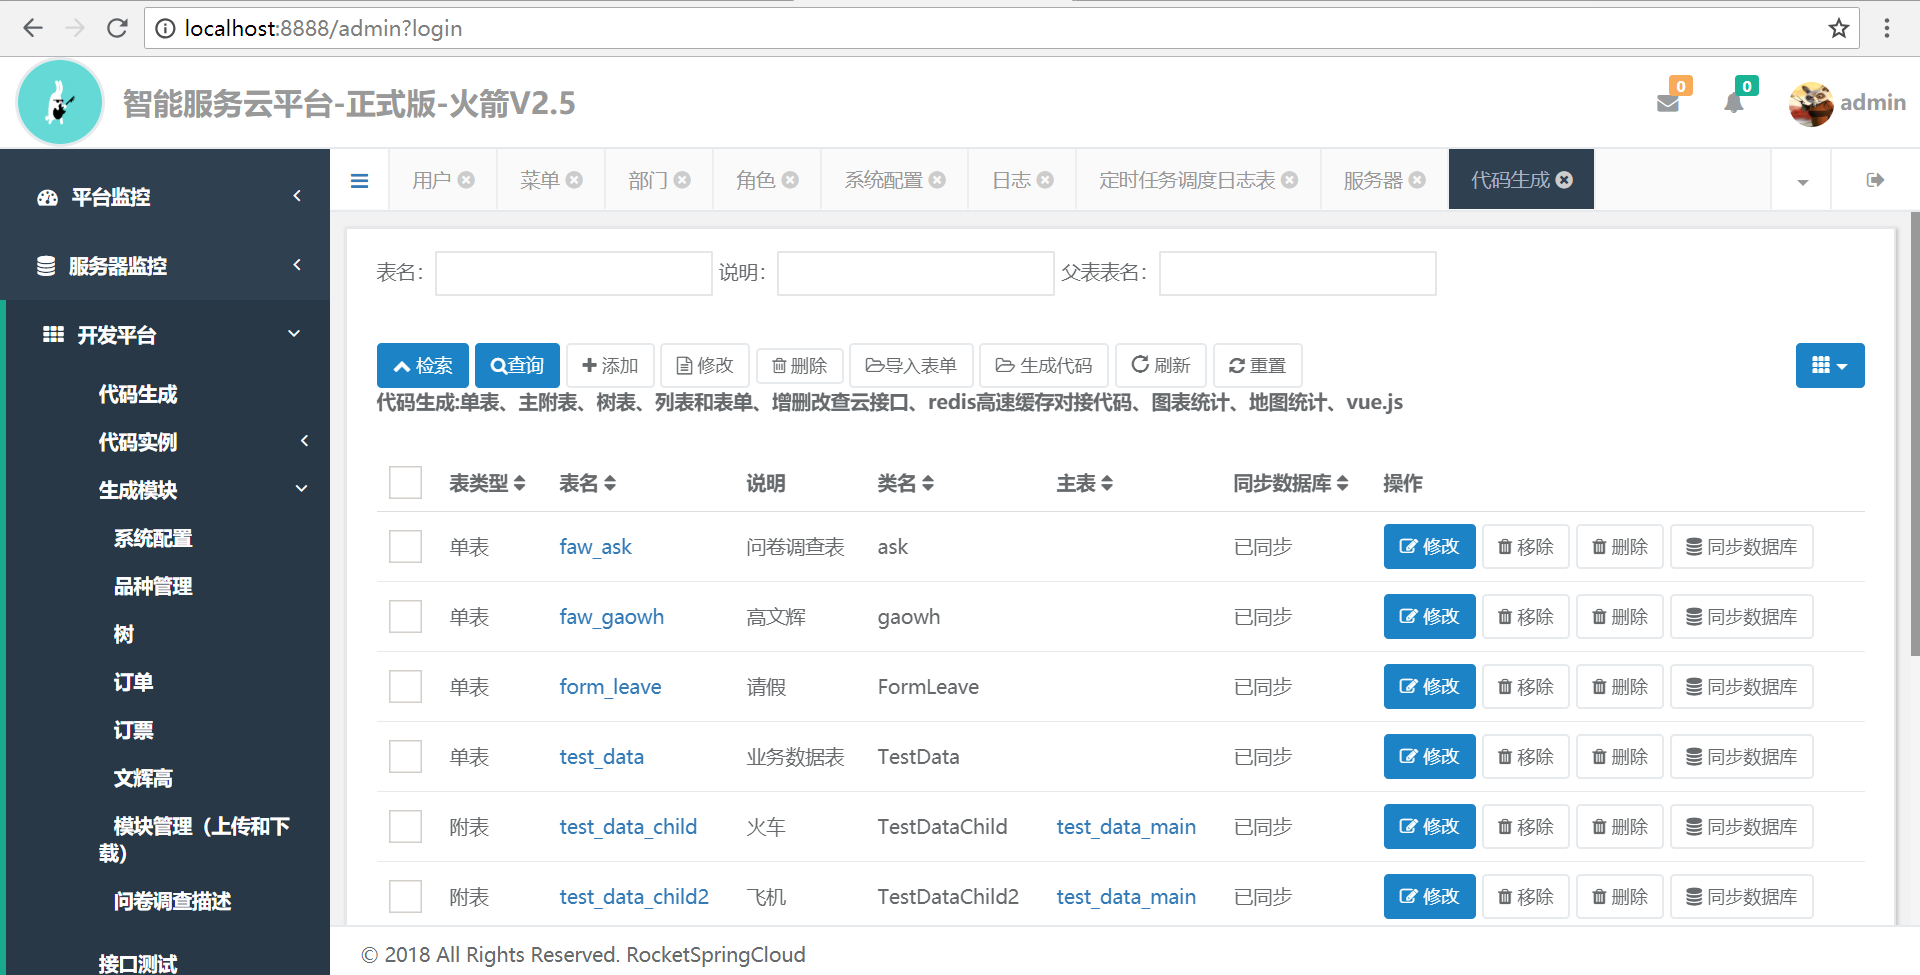 localhost:8888/admin?login
智能服务云平台-正式版-火箭V2.5
0
0
admin
平台监控
服务器监控
开发平台
代码生成
代码实例
生成模块
系统配置
品种管理
树
订单
订票
文辉高
模块管理（上传和下
载）
问卷调查描述
接口测试
用户 菜单 部门 角色 系统配置 日志 定时任务调度日志表 服务器 代码生成
表名： 说明： 父表表名：
检索 查询 添加 修改 删除 导入表单 生成代码 刷新 重置
代码生成:单表、主附表、树表、列表和表单、增删改查云接口、redis高速缓存对接代码、图表统计、地图统计、vue.js
表类型 表名 说明 类名 主表 同步数据库 操作
单表 faw_ask 问卷调查表 ask 已同步 修改 移除 删除 同步数据库
单表 faw_gaowh 高文辉 gaowh 已同步 修改 移除 删除 同步数据库
单表 form_leave 请假 FormLeave 已同步 修改 移除 删除 同步数据库
单表 test_data 业务数据表 TestData 已同步 修改 移除 删除 同步数据库
附表 test_data_child 火车 TestDataChild test_data_main 已同步 修改 移除 删除 同步数据库
附表 test_data_child2 飞机 TestDataChild2 test_data_main 已同步 修改 移除 删除 同步数据库
© 2018 All Rights Reserved. RocketSpringCloud